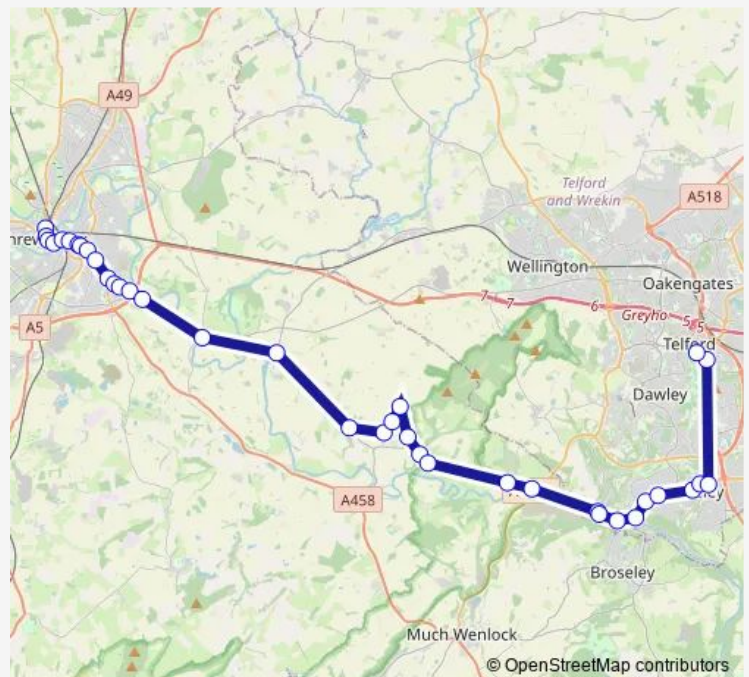 A49
Telford
and Wrekin
A518
Wellington
Oakengates
7
7
6
5
5
Greyho
A5
Telford
Dawley
A458
Broseley
Much Wenlock
© OpenStreetMap contributors